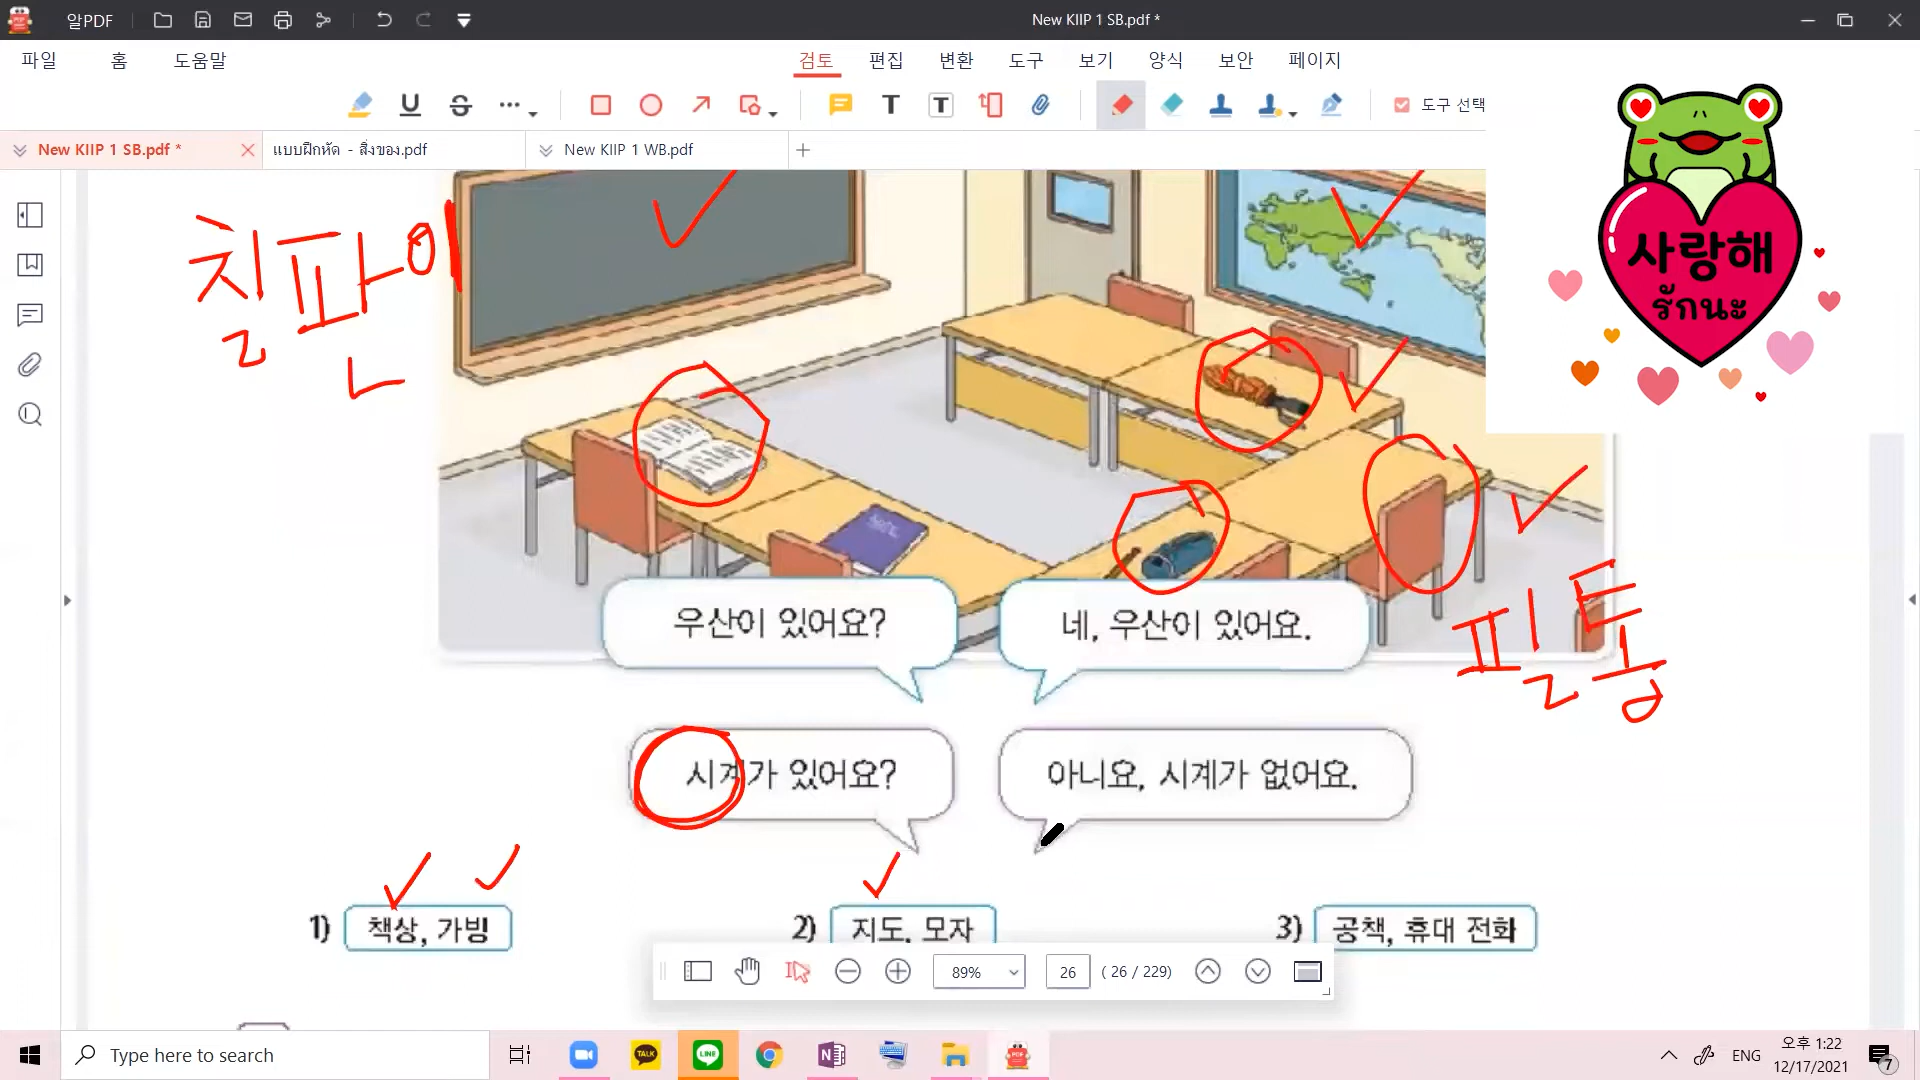 알PDF
New KIIP 1 SB.pdf *
파일 홈 도움말 검토 편집 변환 도구 보기 양식 보안 페이지
도구 선택
New KIIP 1 SB.pdf *
แบบฝึกหัด - สิ่งของ.pdf
New KIIP 1 WB.pdf
칠판
이
사랑해
รักนะ
우산이 있어요?
네, 우산이 있어요.
필통
시계가 있어요?
아니요, 시계가 없어요.
1) 책상, 가방
2) 지도, 모자
3) 공책, 휴대 전화
89%
26
( 26 / 229)
Type here to search
TALK
LINE
ENG
오후 1:22
12/17/2021
7